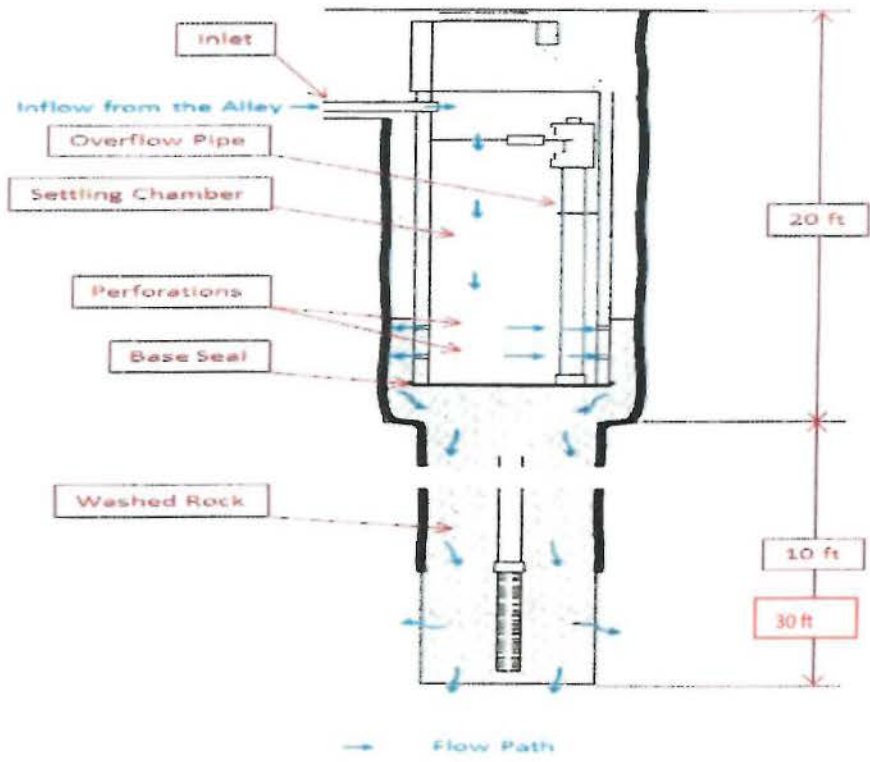 Inlet
Inflow from the Alley
Overflow Pipe
Settling Chamber
20 ft
Perforations
Base Seal
Washed Rock
10 ft
30 ft
Flow Path